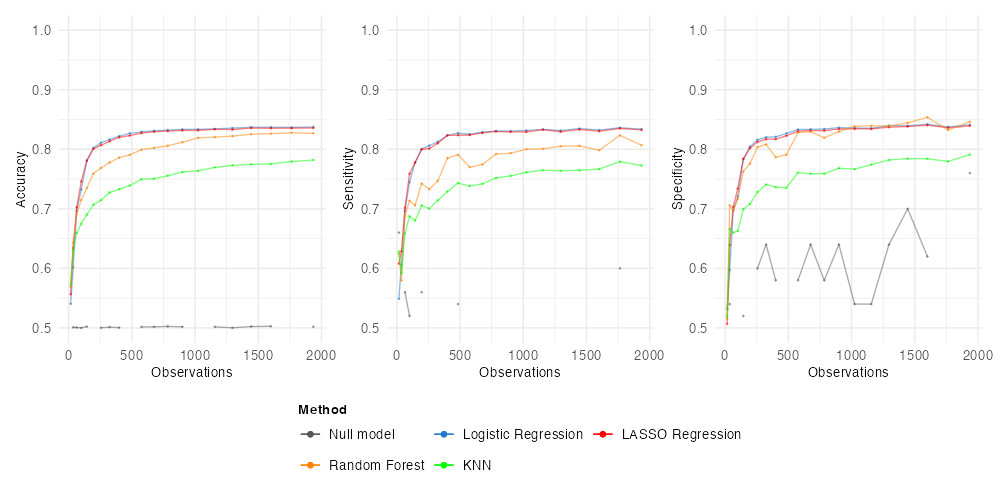 1.0
0.9
0.8
0.7
0.6
0.5
Accuracy
0 500 1000 1500 2000
Observations
1.0
0.9
0.8
0.7
0.6
0.5
Sensitivity
0 500 1000 1500 2000
Observations
1.0
0.9
0.8
0.7
0.6
0.5
Specificity
0 500 1000 1500 2000
Observations
Method
Null model Logistic Regression LASSO Regression
Random Forest KNN